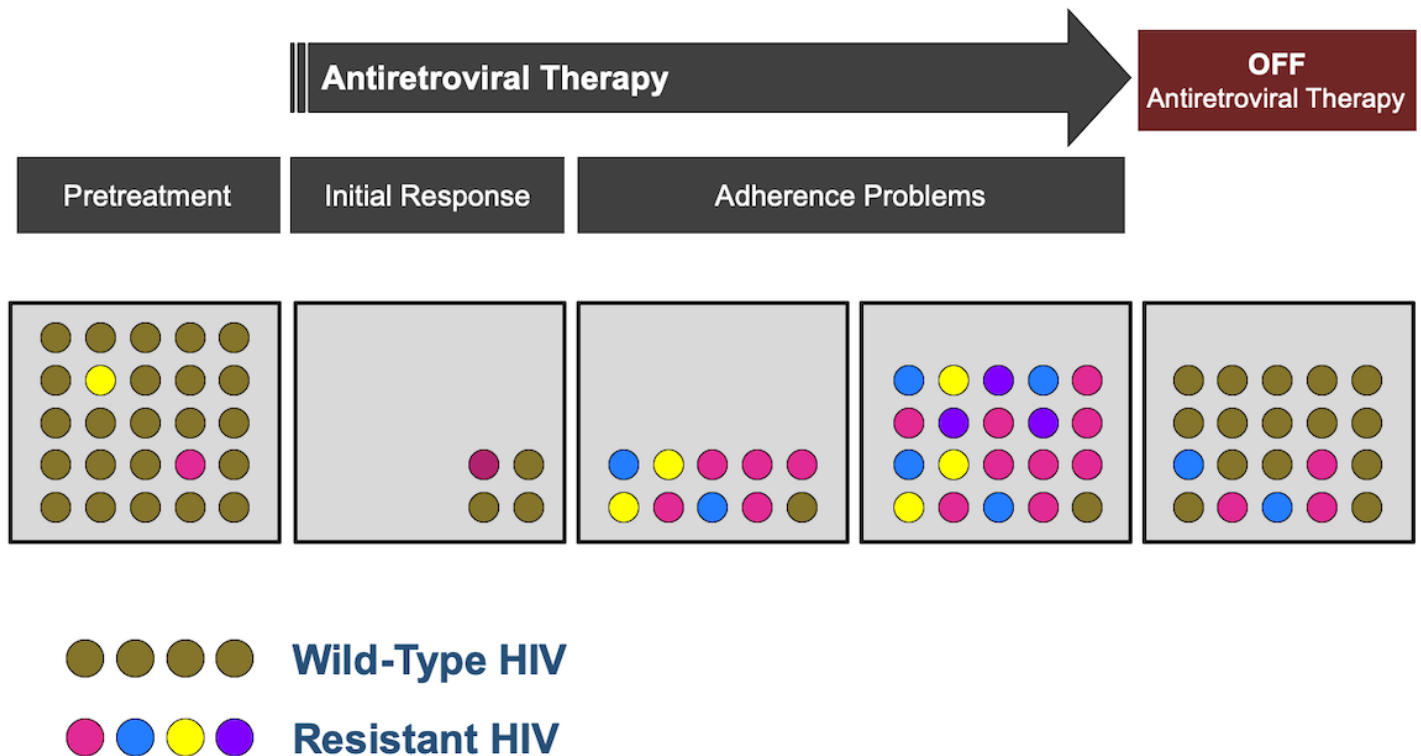 Antiretroviral Therapy
OFF
Antiretroviral Therapy
Pretreatment
Initial Response
Adherence Problems
Wild-Type HIV
Resistant HIV